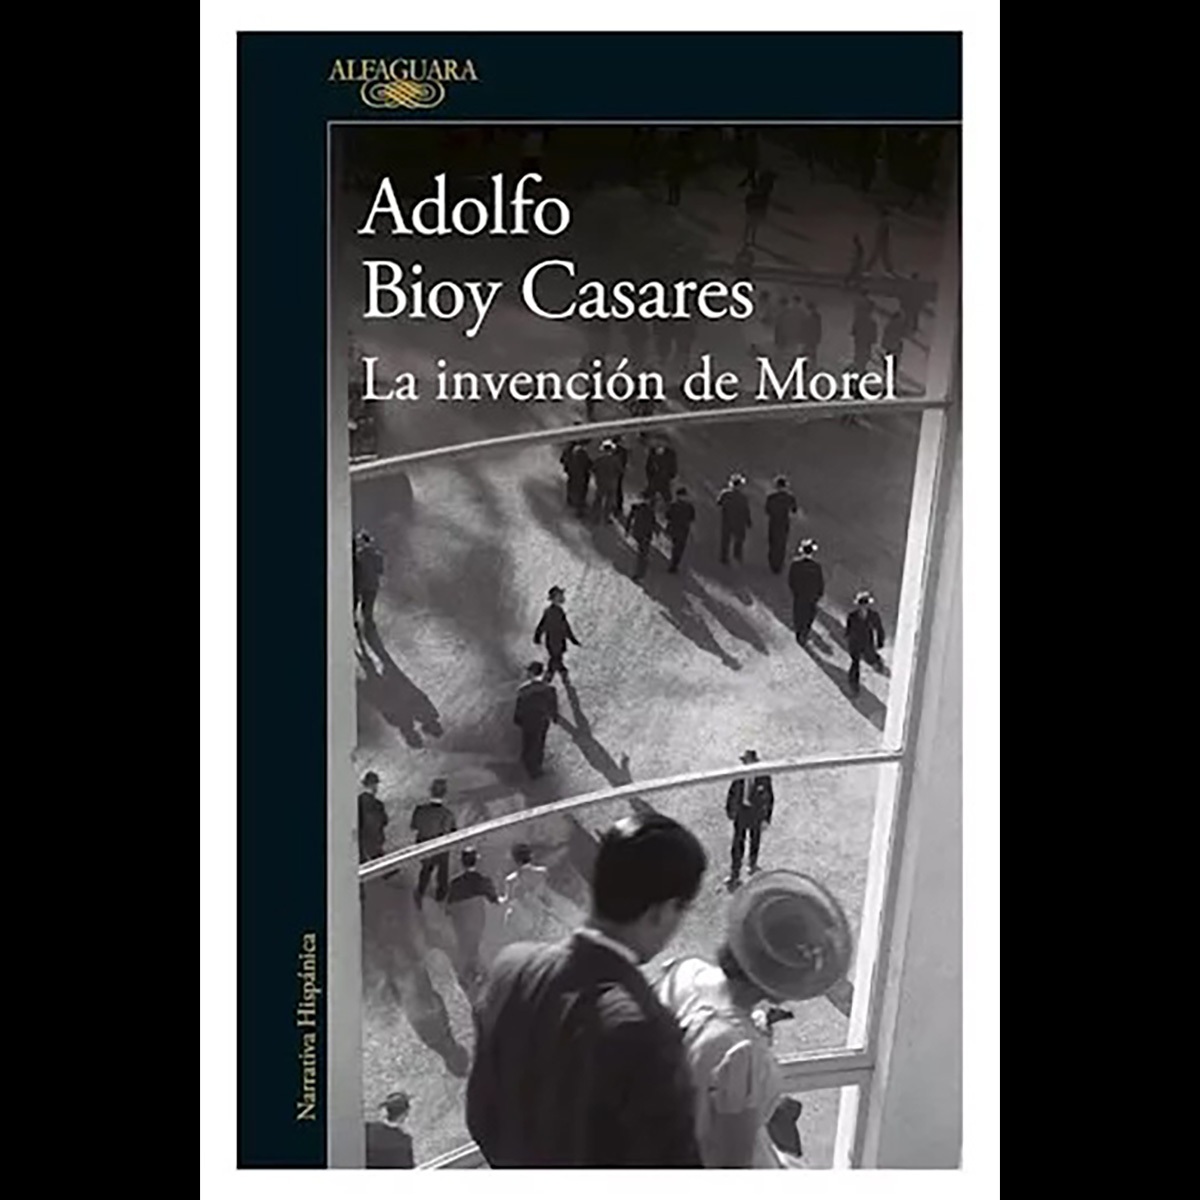 ALFAGUARA
Adolfo
Bioy Casares
La invención de Morel
Narrativa Hispánica